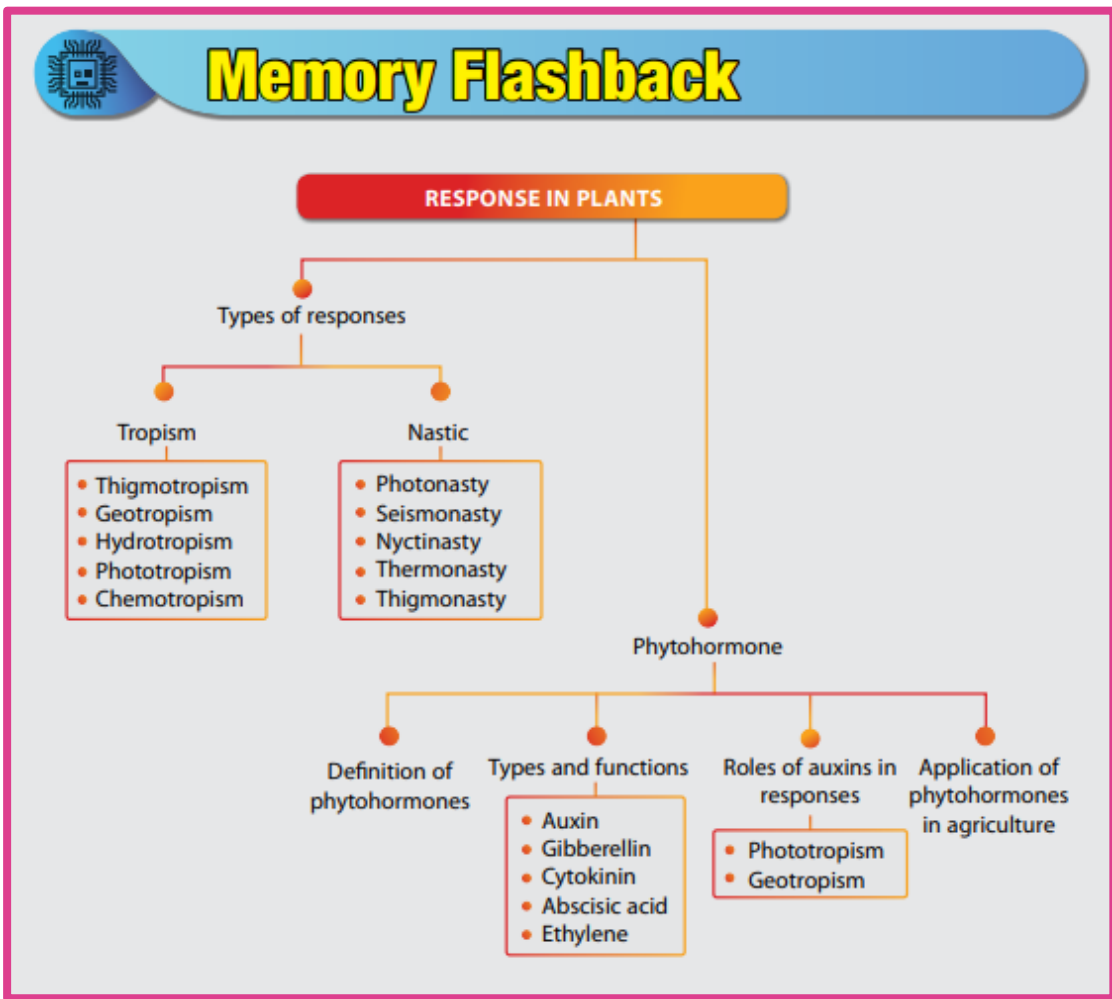 Memory Flashback
RESPONSE IN PLANTS
Types of responses
Tropism
Thigmotropism
Geotropism
Hydrotropism
Phototropism
Chemotropism
Nastic
Photonasty
Seismonasty
Nyctinasty
Thermonasty
Thigmonasty
Phytohormone
Definition of
phytohormones
Types and functions
Auxin
Gibberellin
Cytokinin
Abscisic acid
Ethylene
Roles of auxins in
responses
Phototropism
Geotropism
Application of
phytohormones
in agriculture